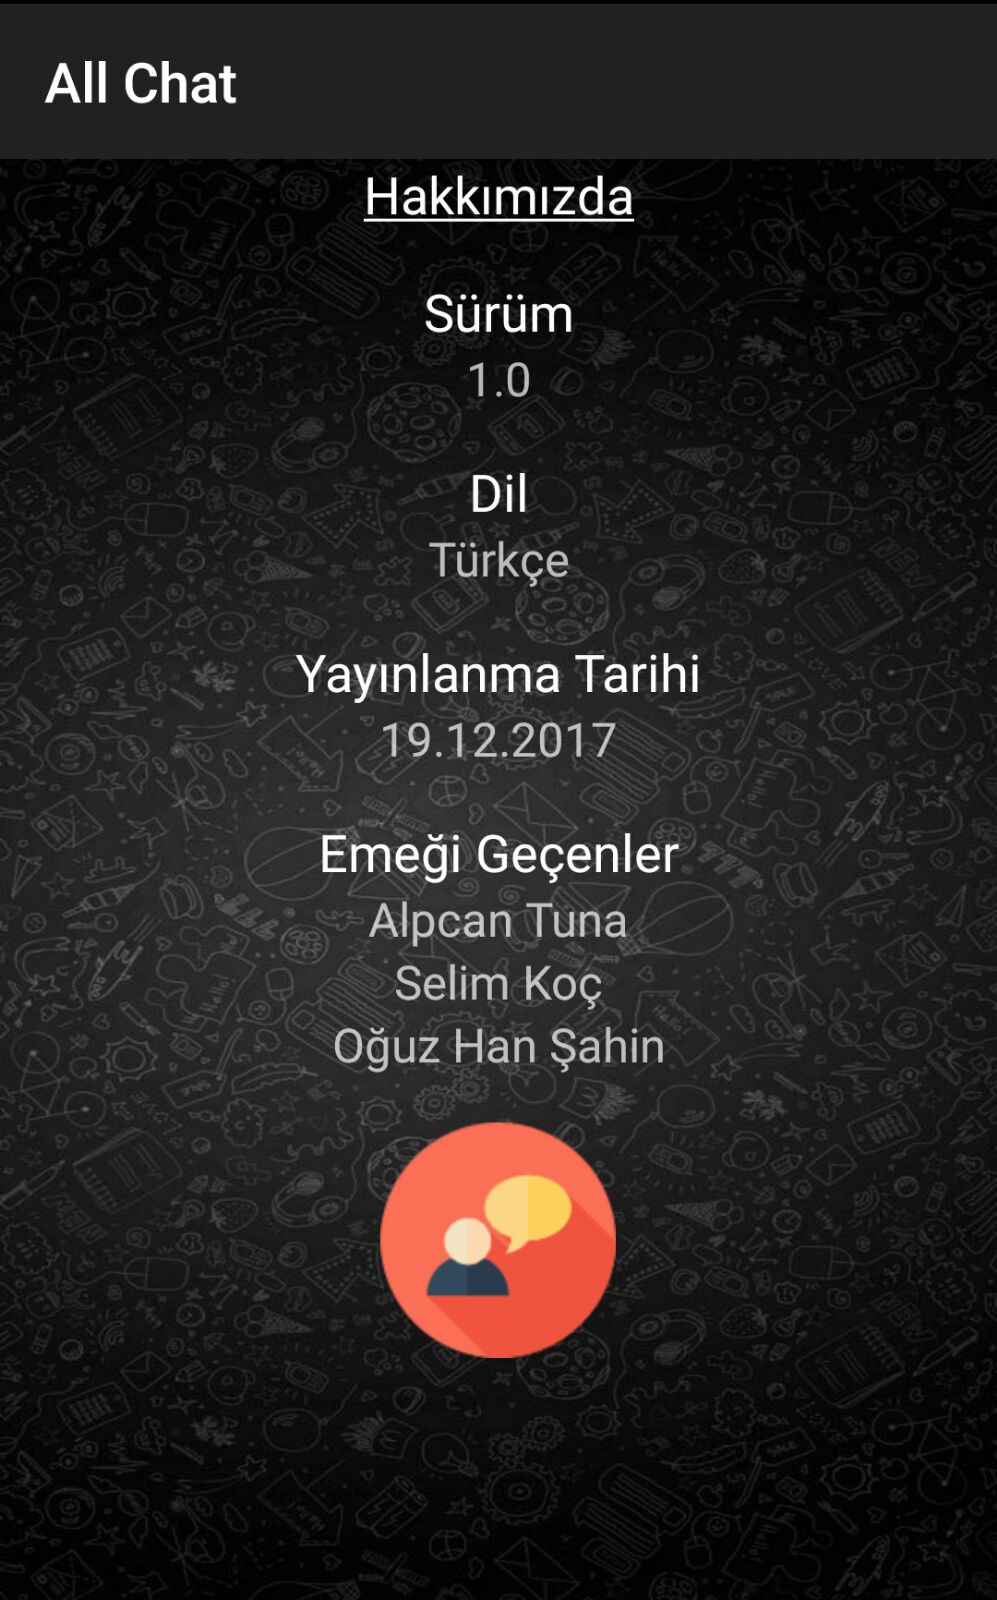 All Chat
Hakkımızda
Sürüm
1.0
Dil
Türkçe
Yayınlanma Tarihi
19.12.2017
Emeği Geçenler
Alpcan Tuna
Selim Koç
Oğuz Han Şahin